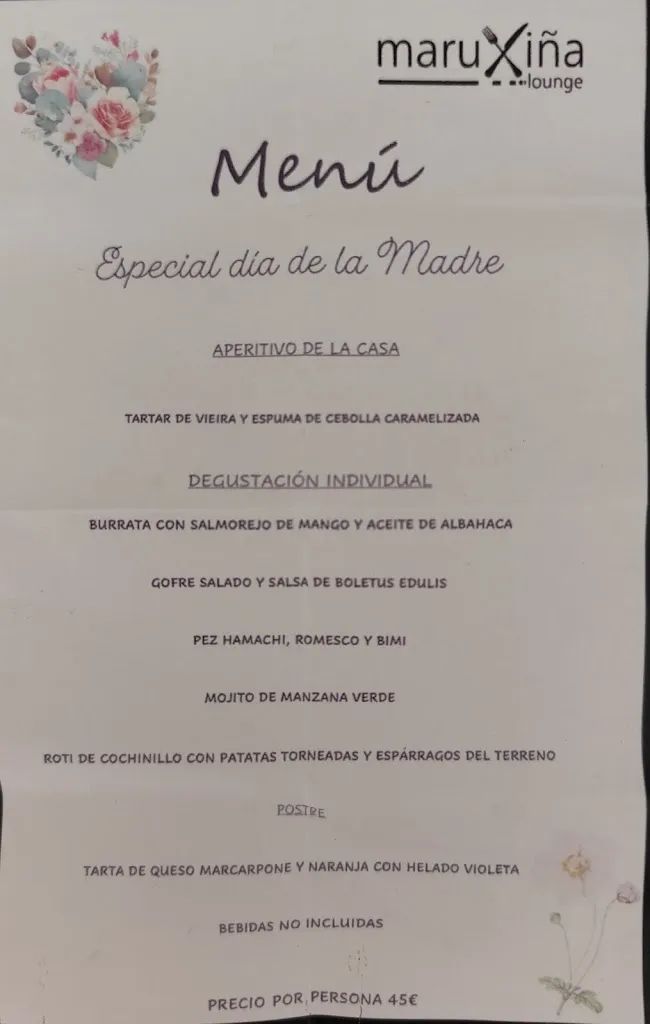 maruXiña
lounge
Menú
Especial día de la Madre
APERITIVO DE LA CASA
TARTAR DE VIEIRA Y ESPUMA DE CEBOLLA CARAMELIZADA
DEGUSTACIÓN INDIVIDUAL
BURRATA CON SALMOREJO DE MANGO Y ACEITE DE ALBAHACA
GOFRE SALADO Y SALSA DE BOLETUS EDULIS
PEZ HAMACHI, ROMESCO Y BIMI
MOJITO DE MANZANA VERDE
ROTI DE COCHINILLO CON PATATAS TORNEADAS Y ESPÁRRAGOS DEL TERRENO
POSTRE
TARTA DE QUESO MARCARPONE Y NARANJA CON HELADO VIOLETA
BEBIDAS NO INCLUIDAS
PRECIO POR PERSONA 45€